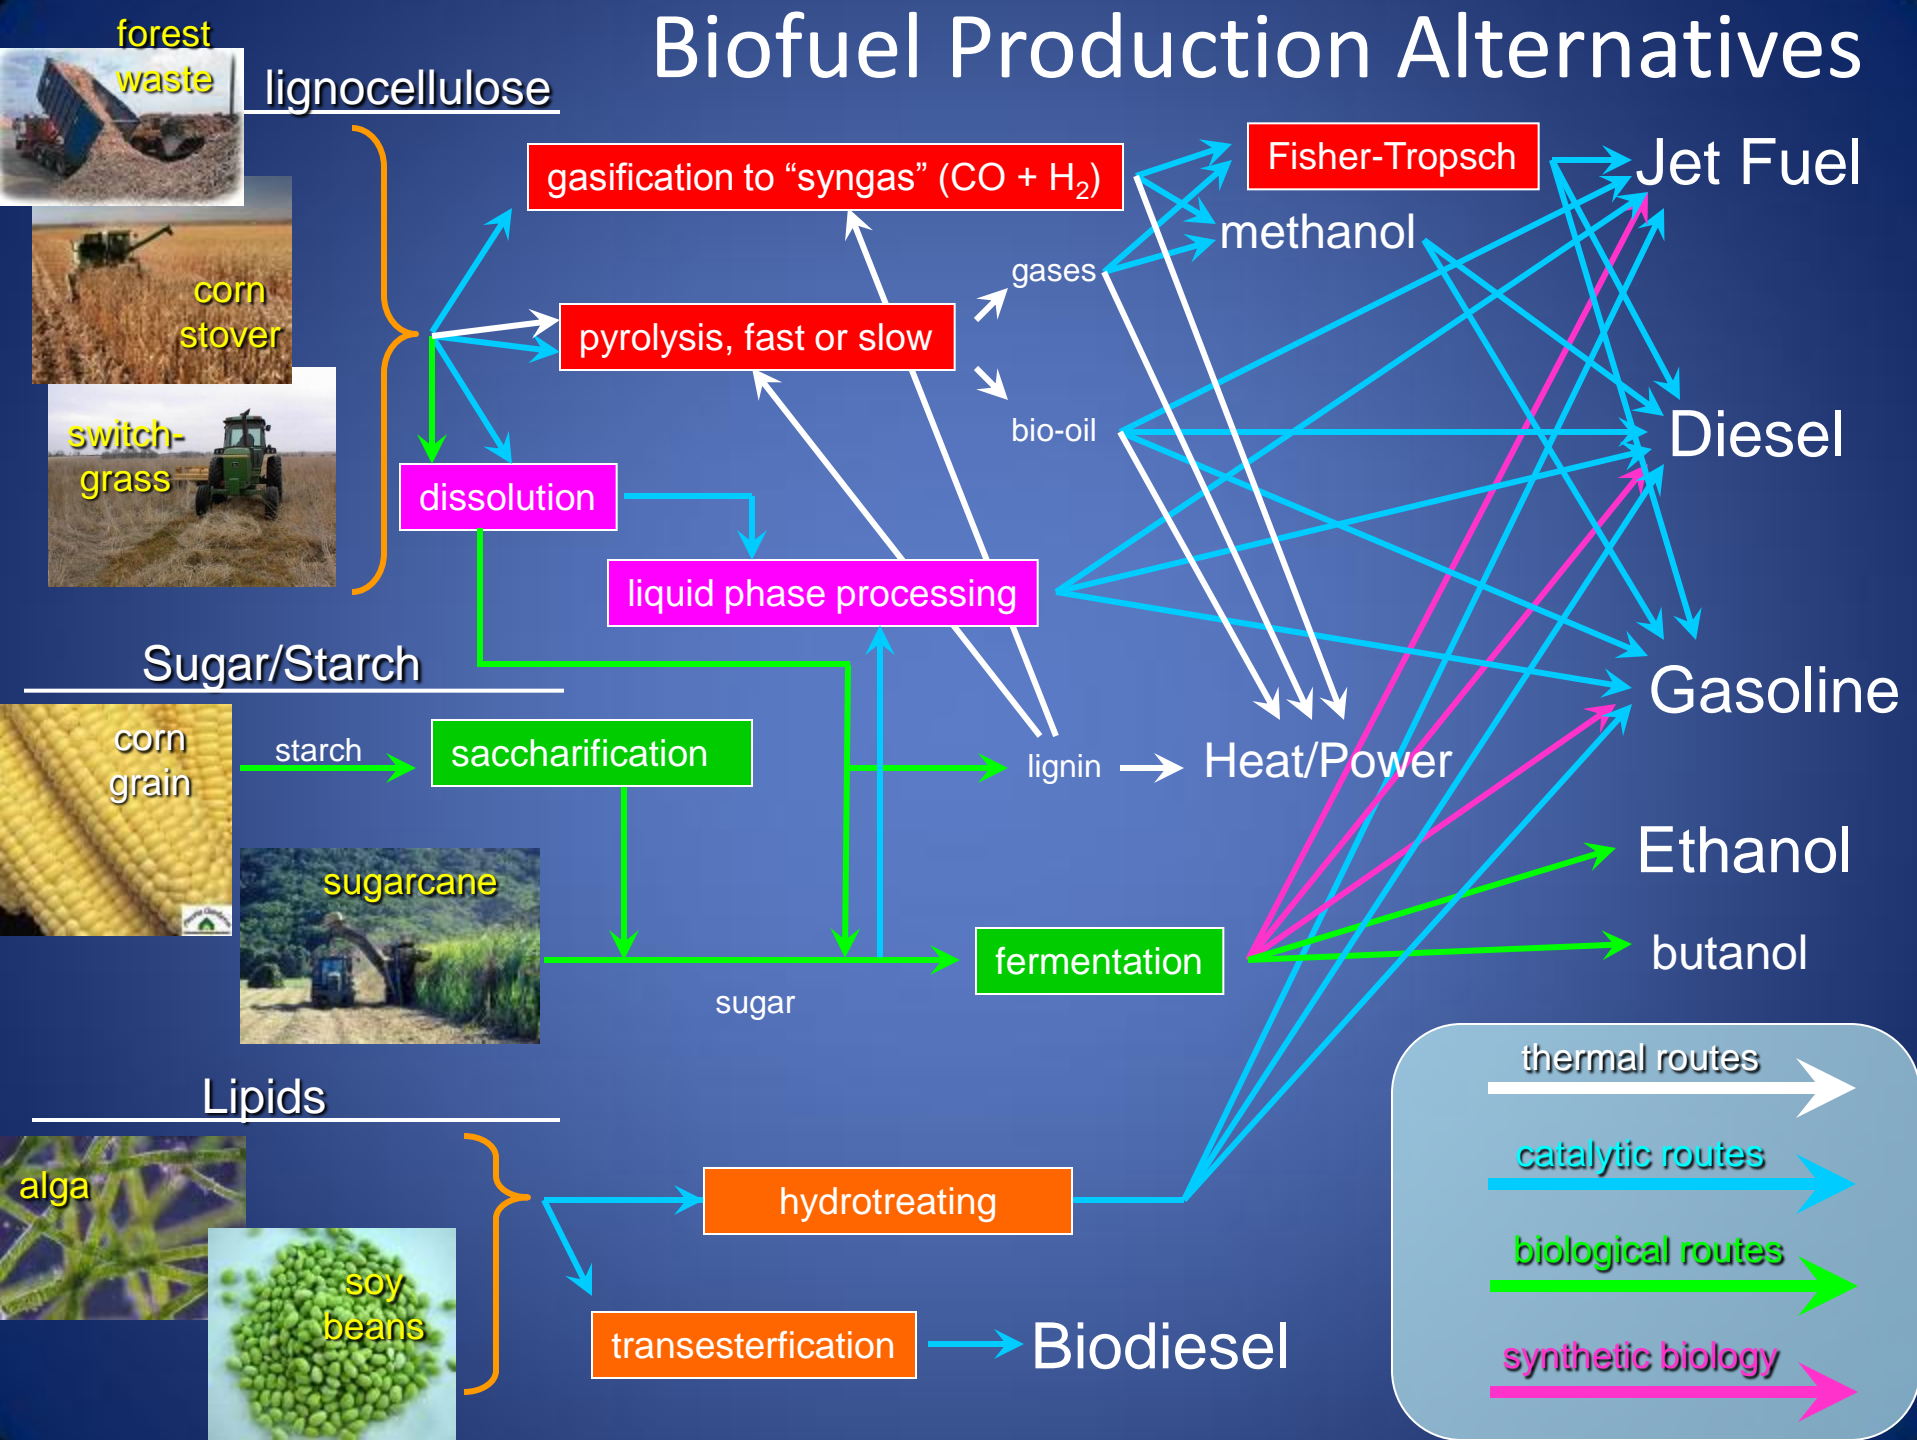 Biofuel Production Alternatives
forest
waste
lignocellulose
corn
stover
switch-
grass
gasification to “syngas” (CO + H₂)
Fisher-Tropsch
Jet Fuel
methanol
gases
pyrolysis, fast or slow
bio-oil
Diesel
dissolution
liquid phase processing
Sugar/Starch
Gasoline
corn
grain
starch
saccharification
lignin
Heat/Power
sugarcane
Ethanol
butanol
fermentation
sugar
Lipids
alga
soy
beans
hydrotreating
transesterfication
Biodiesel
thermal routes
catalytic routes
biological routes
synthetic biology